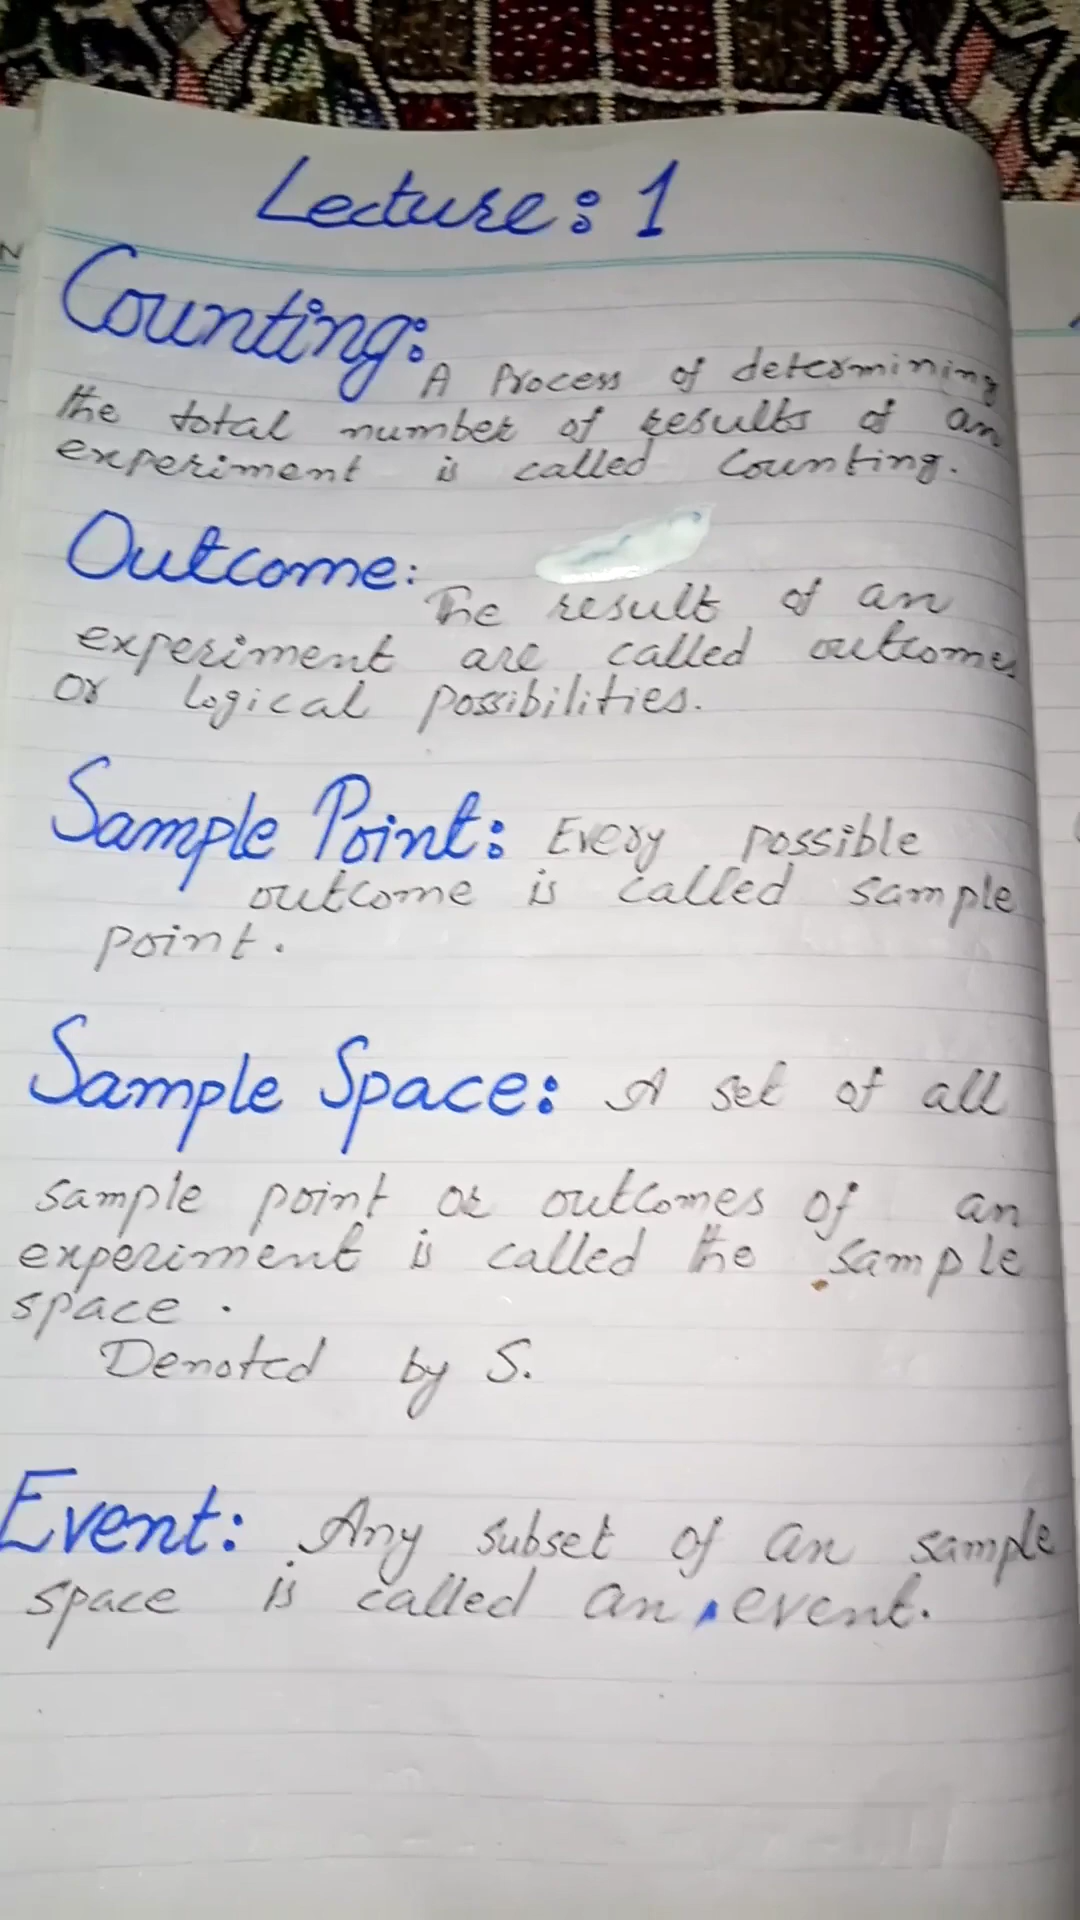 Lecture: 1
Counting:
A Process of determining
the total number of results of an
experiment is called Counting.
Outcome:
The result of an
experiment are called outcomes
or logical possibilities.
Sample Point: Every possible
outcome is called sample
point.
Sample Space: A set of all
sample point or outcomes of an
experiment is called the sample
space.
Denoted by S.
Event: Any subset of an sample
space is called an event.